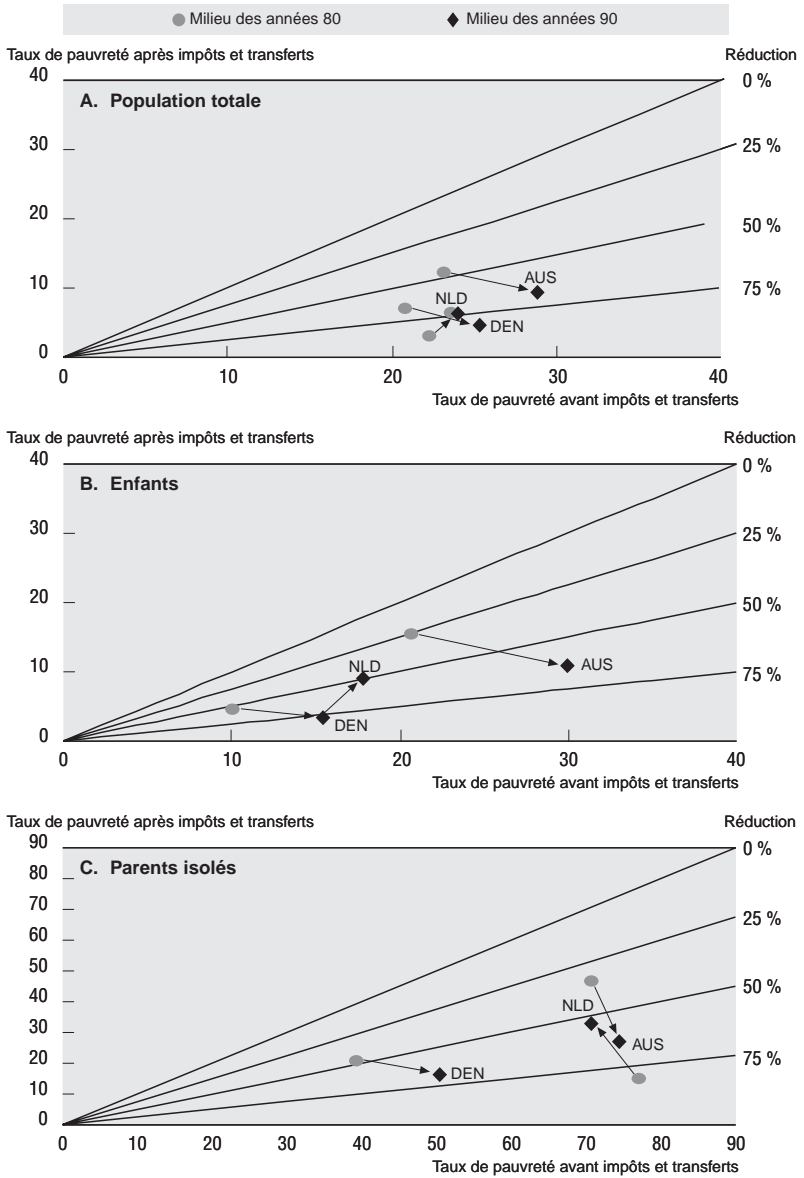 Milieu des années 80 Milieu des années 90
Taux de pauvreté après impôts et transferts Réduction
40 0 %
A. Population totale
30 25 %
20 50 %
AUS
10 75 %
NLD
DEN
0
0 10 20 30 40
Taux de pauvreté avant impôts et transferts
Taux de pauvreté après impôts et transferts Réduction
40 0 %
B. Enfants
30 25 %
20 50 %
NLD AUS
10 75 %
DEN
0
0 10 20 30 40
Taux de pauvreté avant impôts et transferts
Taux de pauvreté après impôts et transferts Réduction
90 0 %
C. Parents isolés
80
70 25 %
60
50 50 %
40 NLD
30 AUS
20 75 %
DEN
10
0
0 10 20 30 40 50 60 70 80 90
Taux de pauvreté avant impôts et transferts